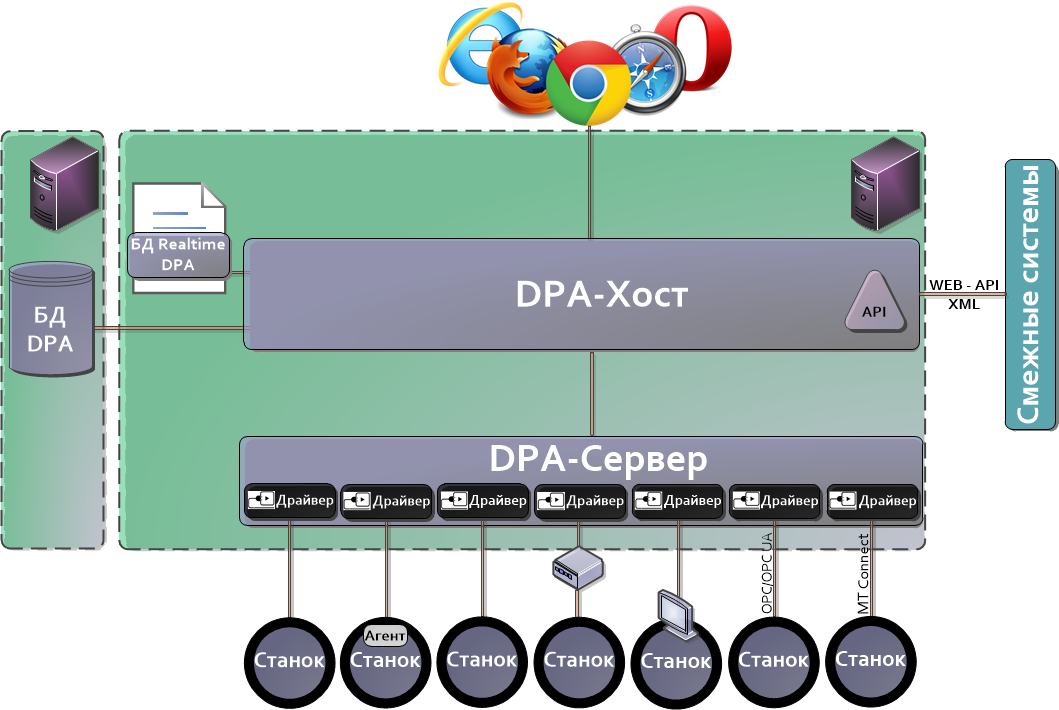 БД Realtime
DPA
DPA-Хост
API
WEB - API
XML
Смежные системы
БД
DPA
DPA-Сервер
Драйвер
Драйвер
Драйвер
Драйвер
Драйвер
Драйвер
Драйвер
OPC/OPC UA
MT Connect
Агент
Станок
Станок
Станок
Станок
Станок
Станок
Станок